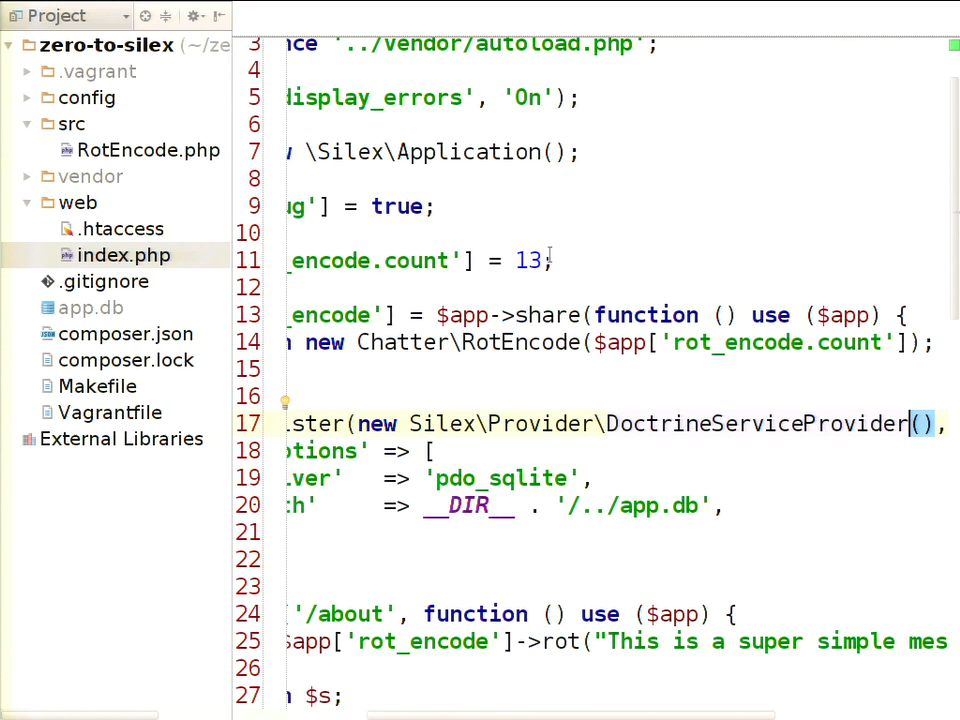 Project
zero-to-silex (~/ze
.vagrant
config
src
RotEncode.php
vendor
web
.htaccess
index.php
.gitignore
app.db
composer.json
composer.lock
Makefile
Vagrantfile
External Libraries
3 nce '../vendor/autoload.php';
4
5 display_errors', 'On');
6
7 w \Silex\Application();
8
9 ug'] = true;
10
11 _encode.count'] = 13;
12
13 _encode'] = $app->share(function () use ($app) {
14 n new Chatter\RotEncode($app['rot_encode.count']);
15
16
17 ister(new Silex\Provider\DoctrineServiceProvider(),
18 otions' => [
19 iver' => 'pdo_sqlite',
20 th' => __DIR__ . '/../app.db',
21
22
23
24 '/about', function () use ($app) {
25 $app['rot_encode']->rot("This is a super simple mes
26
27 n $s;